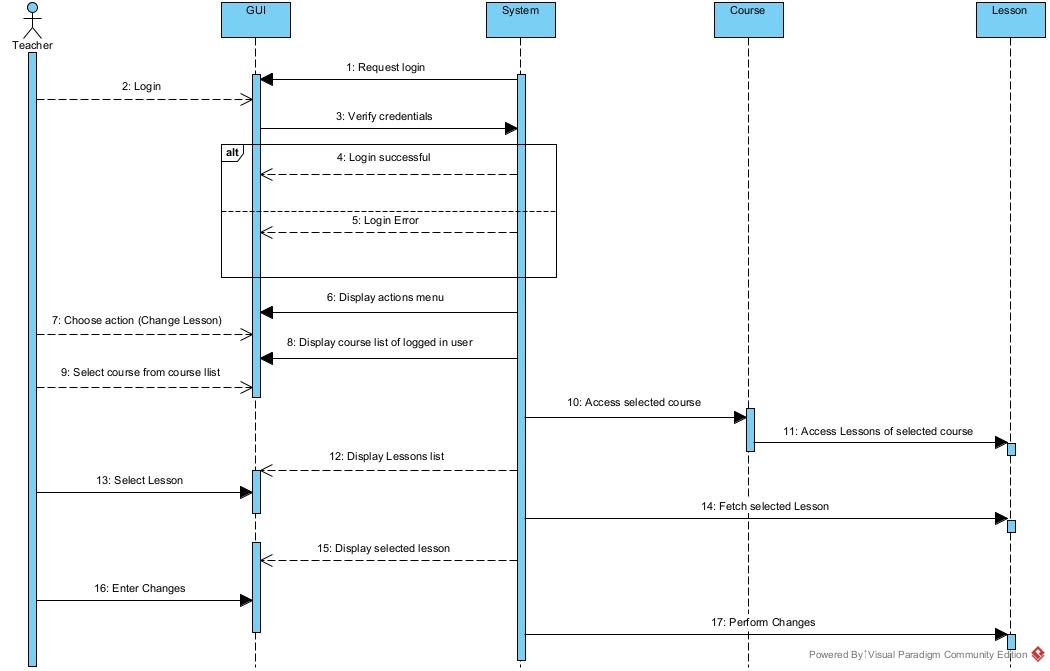 GUI
System
Course
Lesson
Teacher
1: Request login
2: Login
3: Verify credentials
alt
4: Login successful
5: Login Error
6: Display actions menu
7: Choose action (Change Lesson)
8: Display course list of logged in user
9: Select course from course llist
10: Access selected course
11: Access Lessons of selected course
12: Display Lessons list
13: Select Lesson
14: Fetch selected Lesson
15: Display selected lesson
16: Enter Changes
17: Perform Changes
Powered By Visual Paradigm Community Edition